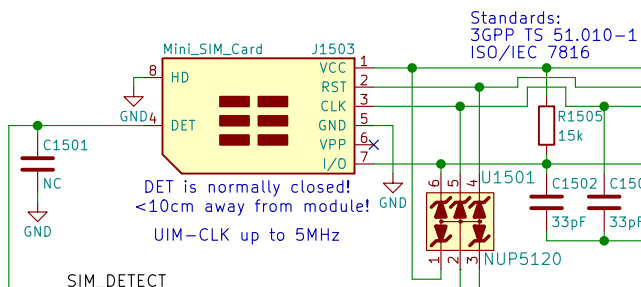 Standards:
3GPP TS 51.010-1
ISO/IEC 7816
Mini_SIM_Card J1503
8 HD VCC 1
RST 2
CLK 3
GND
4 DET GND 5
VPP 6
I/O 7
C1501
NC
GND
DET is normally closed!
<10cm away from module!
UIM-CLK up to 5MHz
GND
R1505
15k
U1501
6 5 4
1 2 3
NUP5120
C1502
33pF
33pF
SIM_DETECT